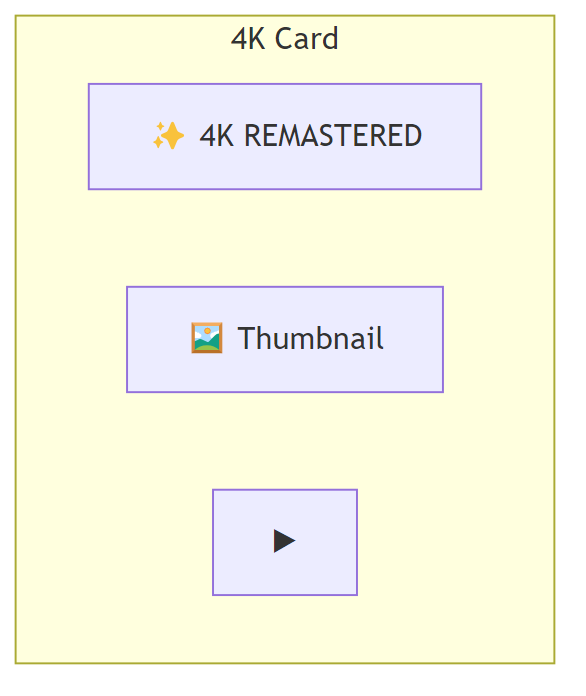 4K Card
✨ 4K REMASTERED
🖼️ Thumbnail
▶